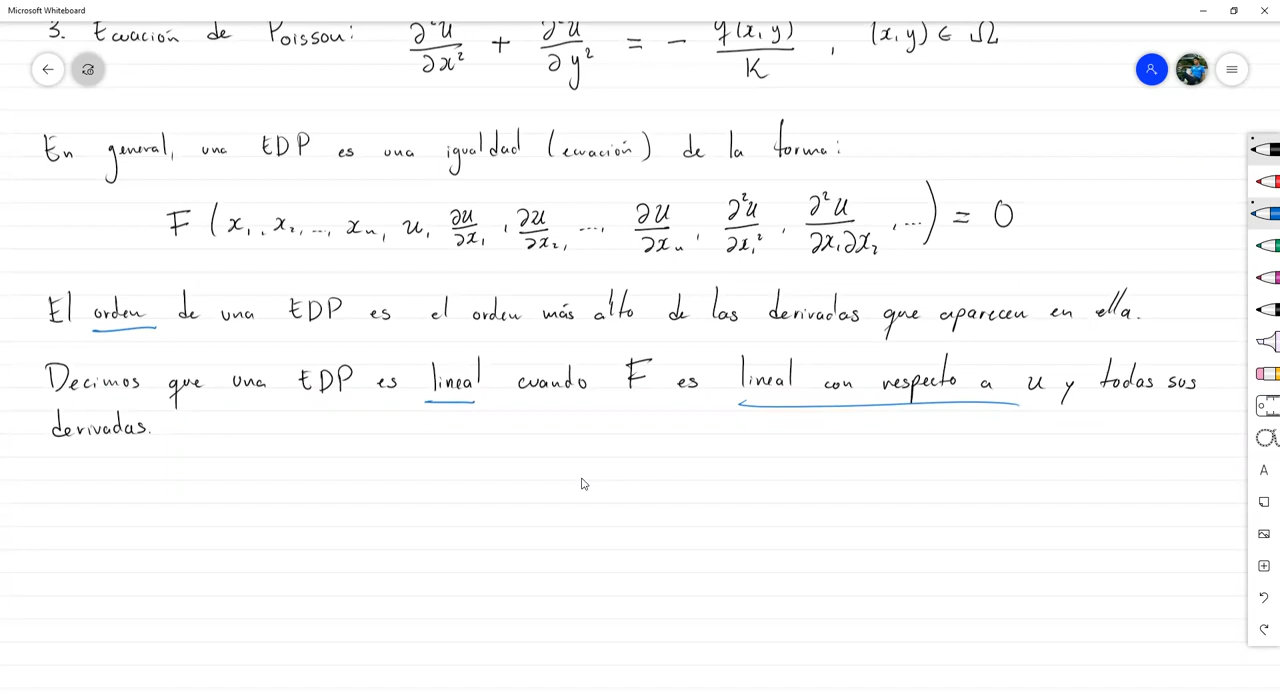 Microsoft Whiteboard
3. Ecuación de Poisson: ∂²u/∂x² + ∂²u/∂y² = - q(x,y)/K , (x,y) ∈ Ω
En general, una EDP es una igualdad (ecuación) de la forma:
F(x₁, x₂, ..., xₙ, u, ∂u/∂x₁, ∂u/∂x₂, ..., ∂u/∂xₙ, ∂²u/∂x₁², ∂²u/∂x₁∂x₂, ...) = 0
El orden de una EDP es el orden más alto de las derivadas que aparecen en ella.
Decimos que una EDP es lineal cuando F es lineal con respecto a u y todas sus
derivadas.
A